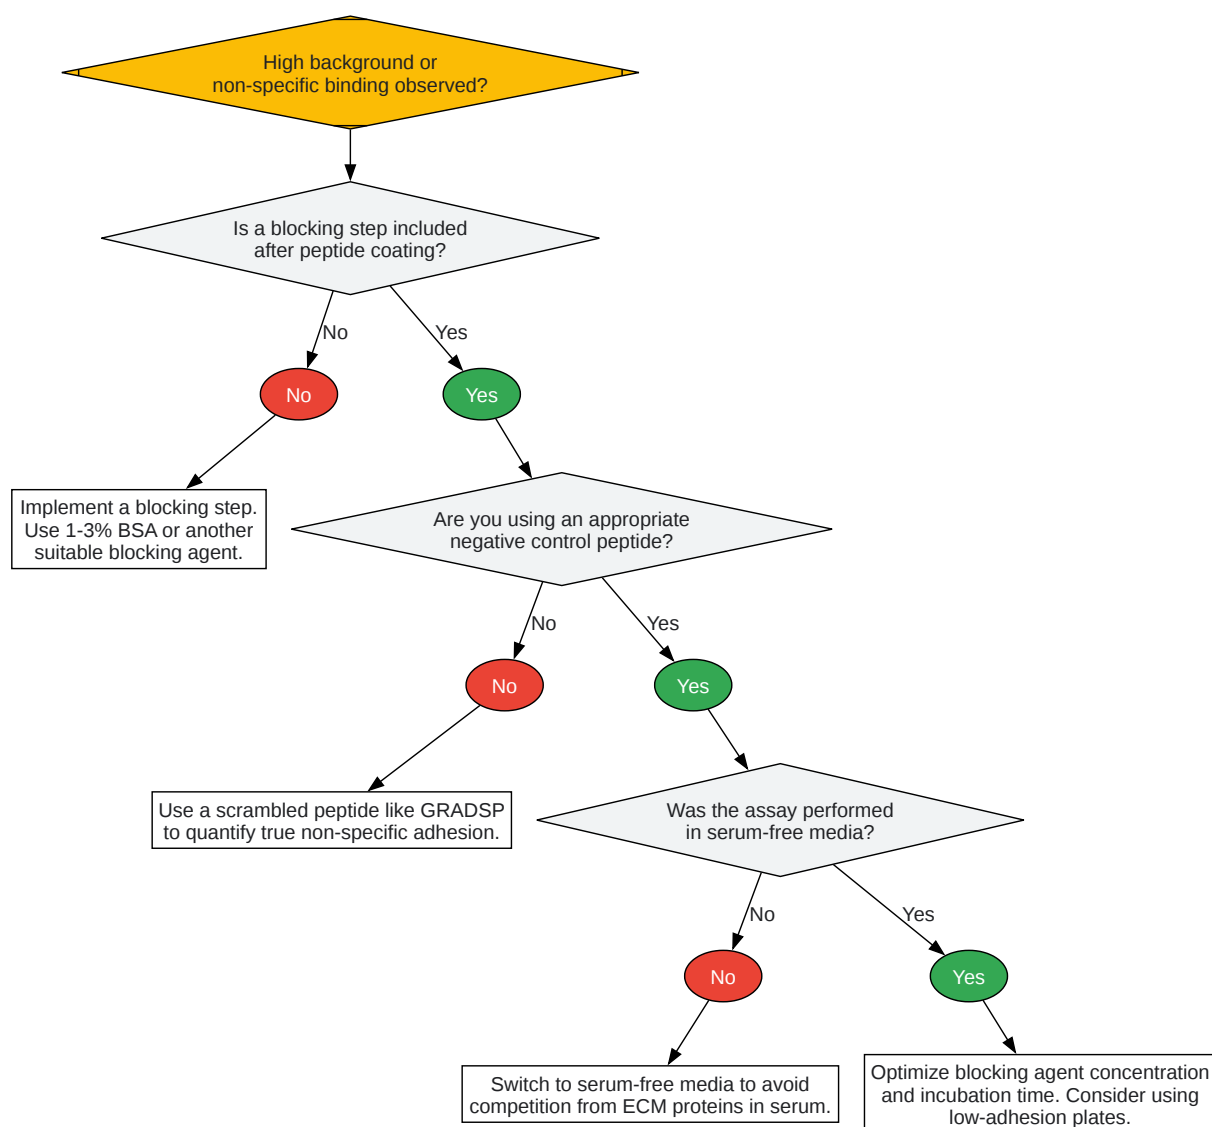 High background or
non-specific binding observed?
Is a blocking step included
after peptide coating?
No
Yes
No
Yes
Implement a blocking step.
Use 1-3% BSA or another
suitable blocking agent.
Are you using an appropriate
negative control peptide?
No
Yes
No
Yes
Use a scrambled peptide like GRADSP
to quantify true non-specific adhesion.
Was the assay performed
in serum-free media?
No
Yes
No
Yes
Switch to serum-free media to avoid
competition from ECM proteins in serum.
Optimize blocking agent concentration
and incubation time. Consider using
low-adhesion plates.